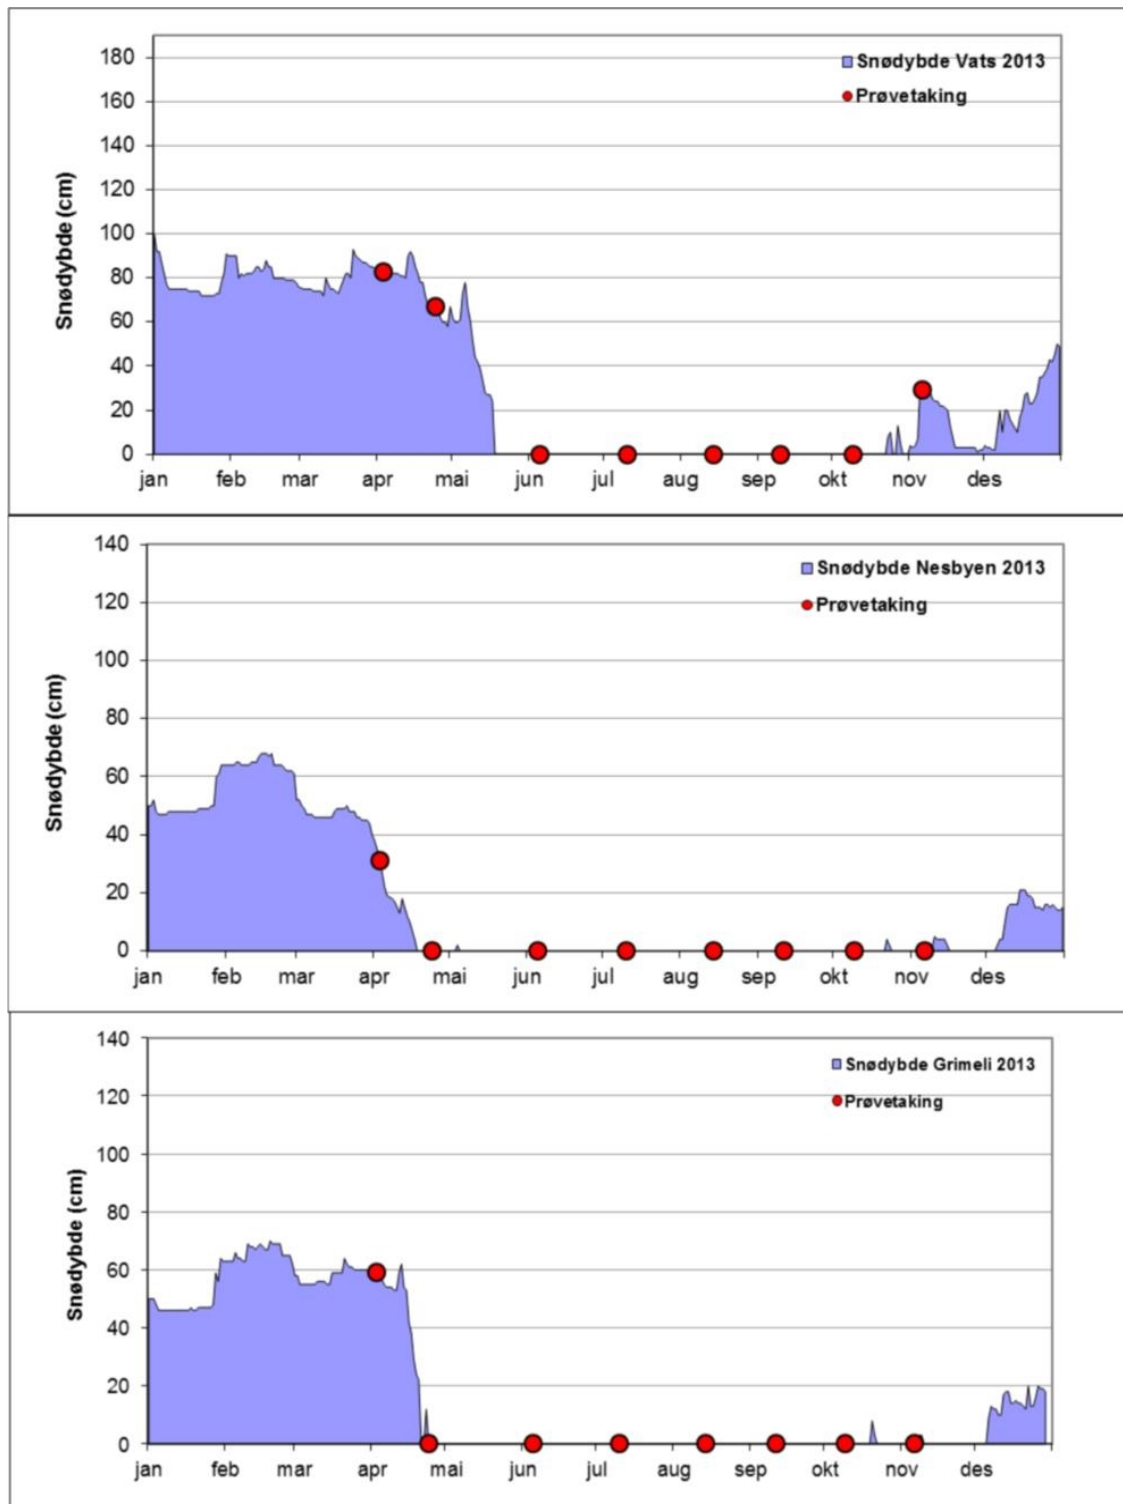 180
160
140
120
100
80
60
40
20
0
Snødybde (cm)
Snødybde Vats 2013
Prøvetaking
jan feb mar apr mai jun jul aug sep okt nov des
140
120
100
80
60
40
20
0
Snødybde (cm)
Snødybde Nesbyen 2013
Prøvetaking
jan feb mar apr mai jun jul aug sep okt nov des
140
120
100
80
60
40
20
0
Snødybde (cm)
Snødybde Grimeli 2013
Prøvetaking
jan feb mar apr mai jun jul aug sep okt nov des